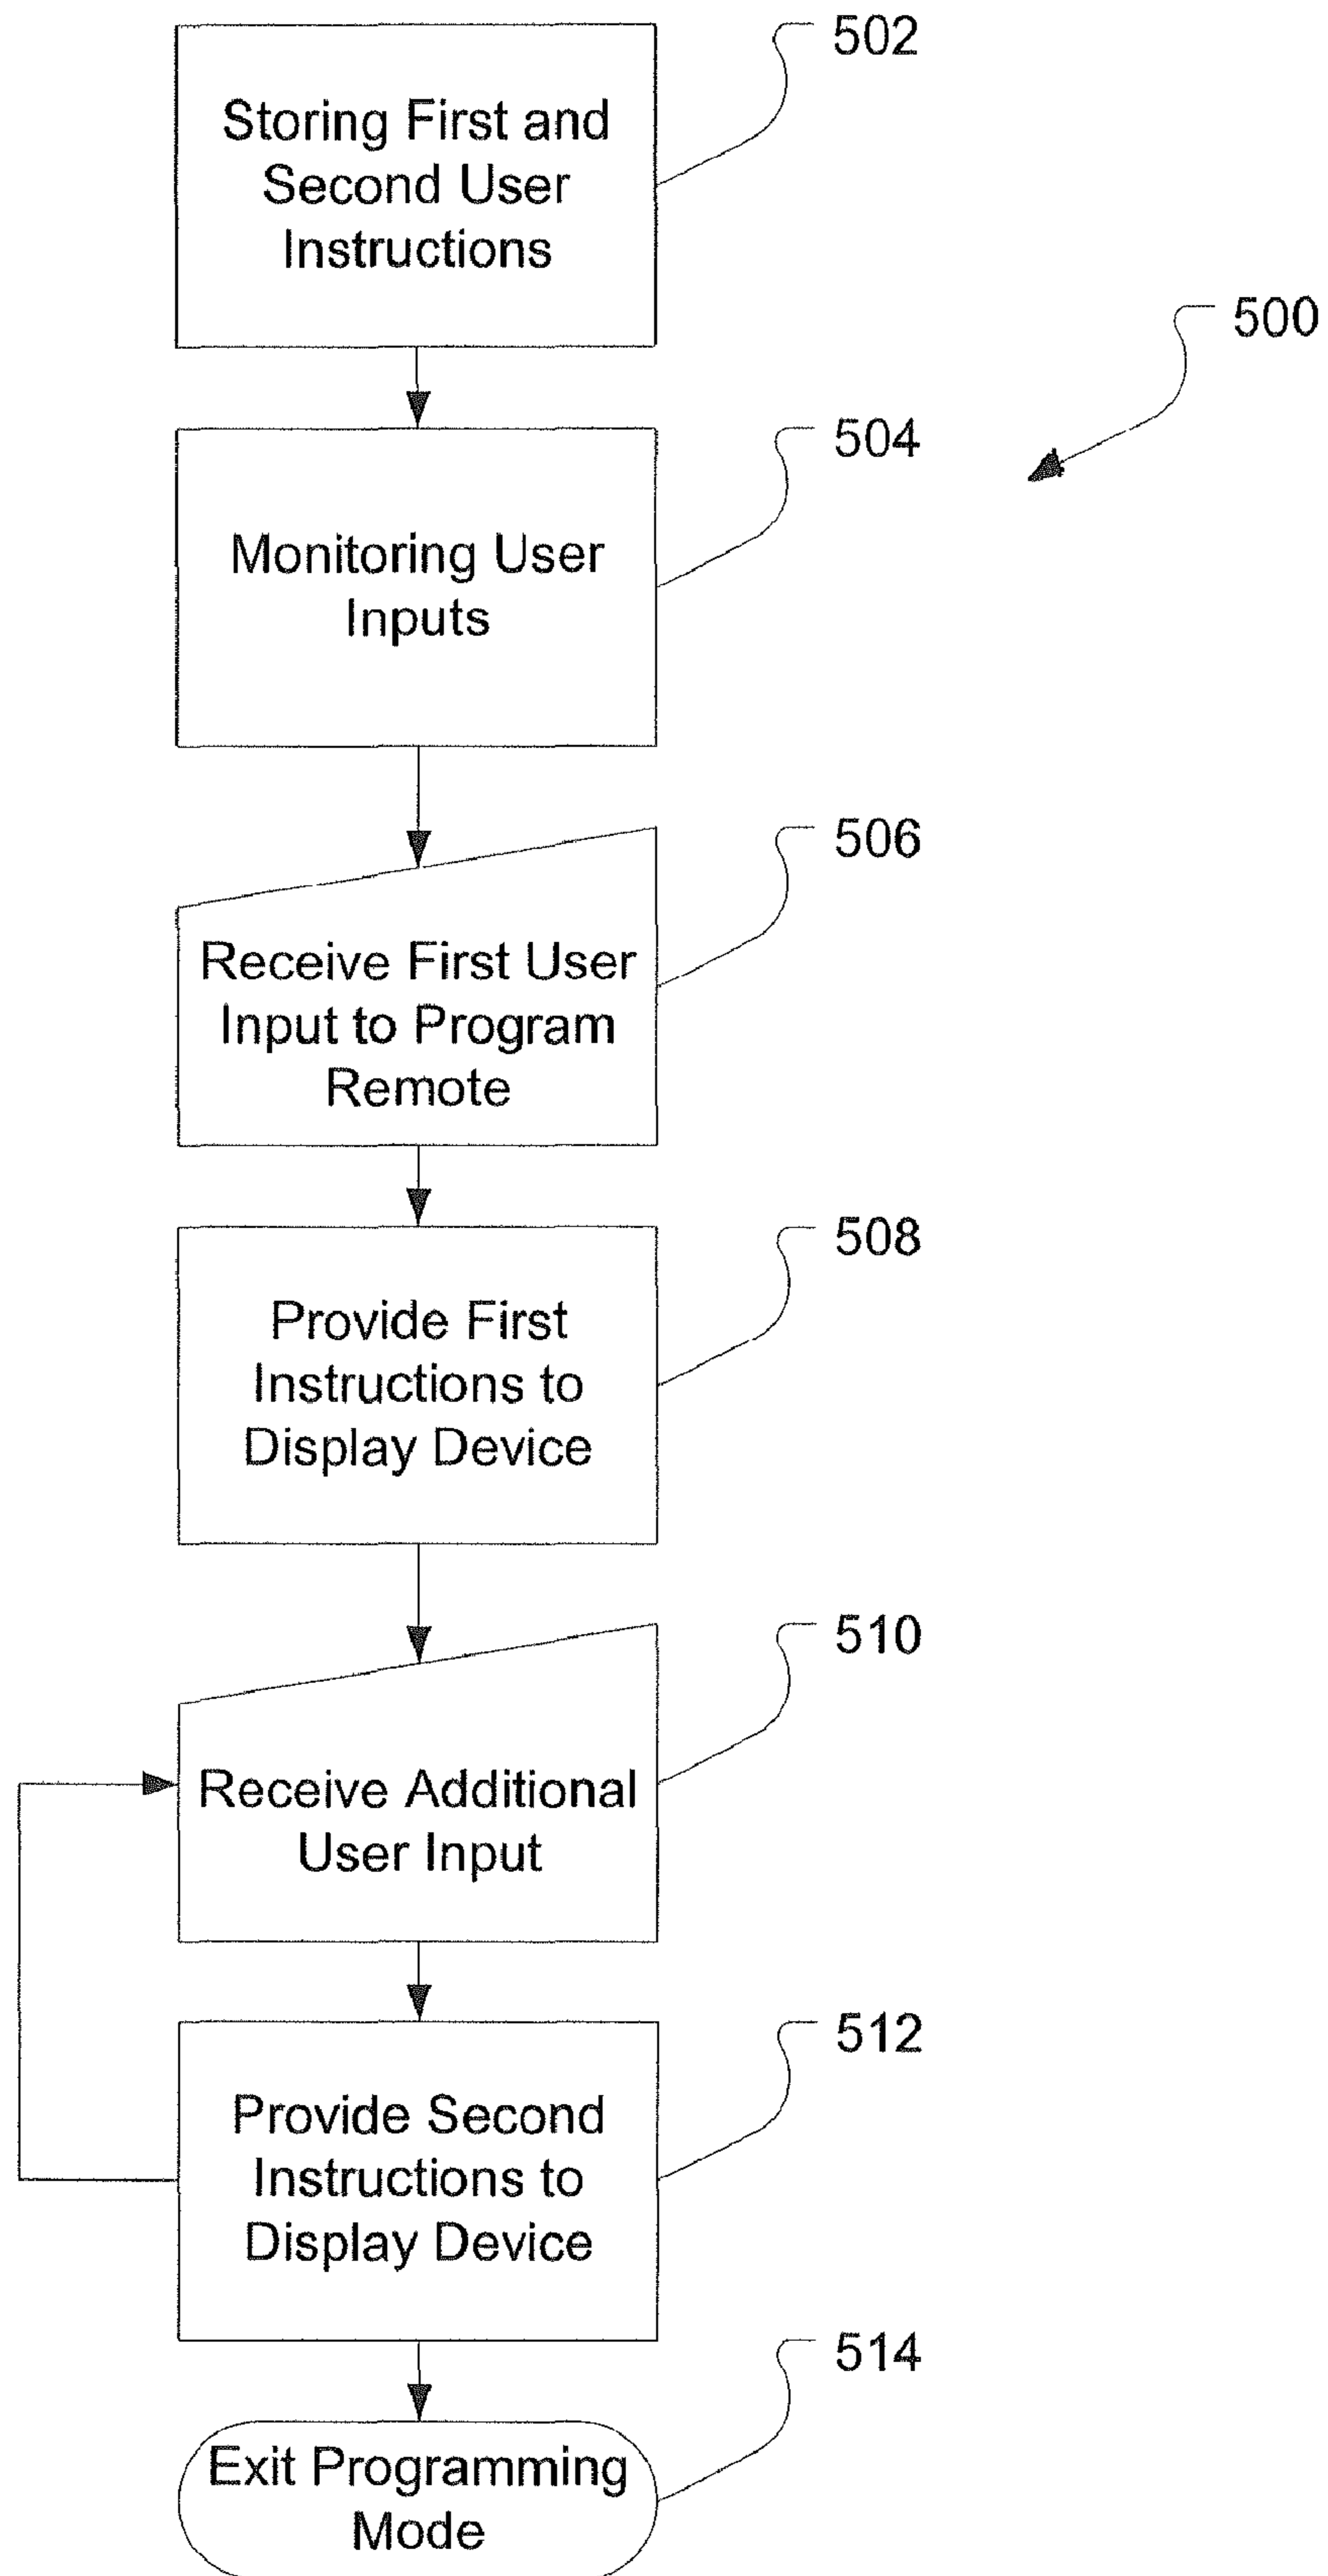 502
Storing First and
Second User
Instructions
500
504
Monitoring User
Inputs
506
Receive First User
Input to Program
Remote
508
Provide First
Instructions to
Display Device
510
Receive Additional
User Input
512
Provide Second
Instructions to
Display Device
514
Exit Programming
Mode